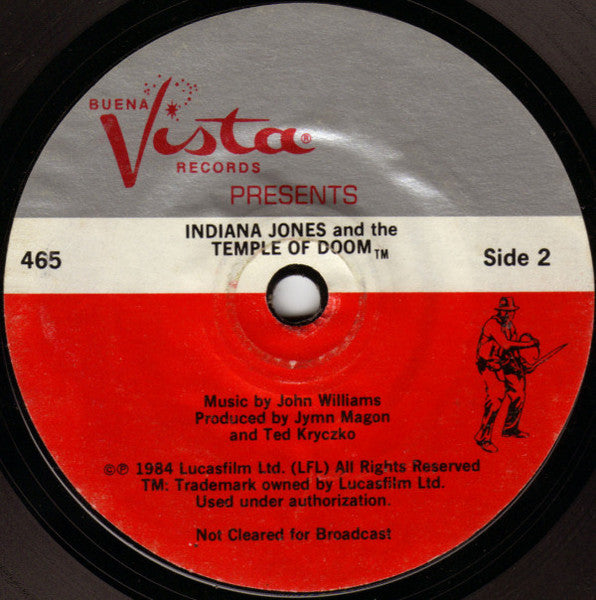 BUENA
Vista®
RECORDS
PRESENTS
INDIANA JONES and the
TEMPLE OF DOOM TM
465
Side 2
Music by John Williams
Produced by Jymn Magon
and Ted Kryczko
©℗ 1984 Lucasfilm Ltd. (LFL) All Rights Reserved
TM: Trademark owned by Lucasfilm Ltd.
Used under authorization.
Not Cleared for Broadcast